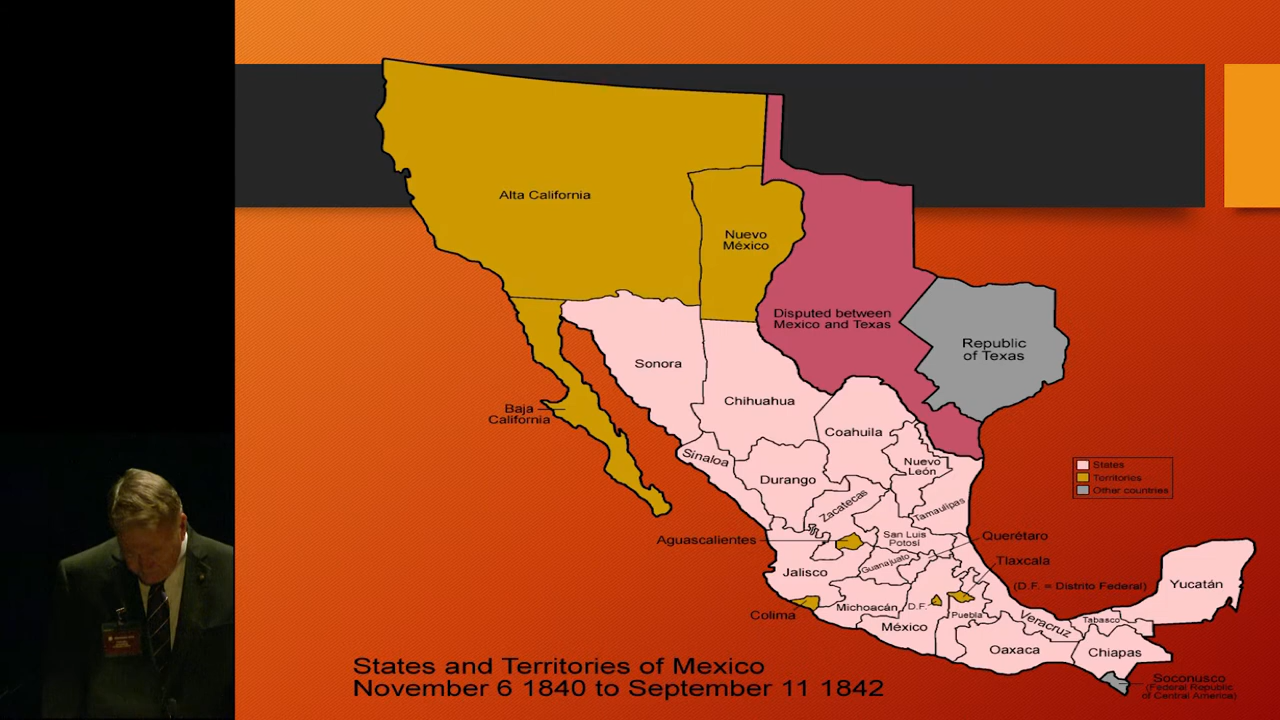 Alta California
Nuevo
México
Disputed between
Mexico and Texas
Republic
of Texas
Sonora
Chihuahua
Baja
California
Coahuila
Sinaloa
Nuevo
León
Durango
Zacatecas
Tamaulipas
States
Territories
Other countries
Aguascalientes
San Luis
Potosí
Querétaro
Guanajuato
Tlaxcala
Jalisco
(D.F. = Distrito Federal)
Yucatán
Colima
Michoacán
D.F.
Puebla
México
Veracruz
Tabasco
Oaxaca
Chiapas
States and Territories of Mexico
November 6 1840 to September 11 1842
Soconusco
(Federal Republic
of Central America)